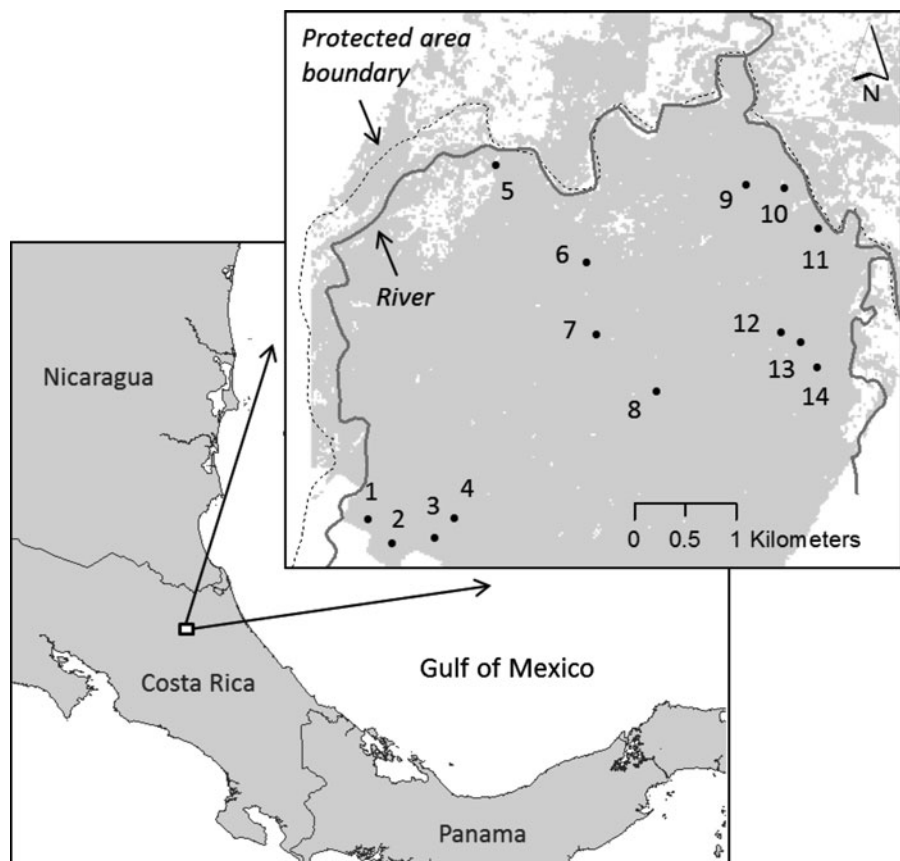 Protected area
boundary
N
5
9
10
6
11
River
7
12
13
Nicaragua
8
14
1
4
2
3
0 0.5 1 Kilometers
Costa Rica
Gulf of Mexico
Panama